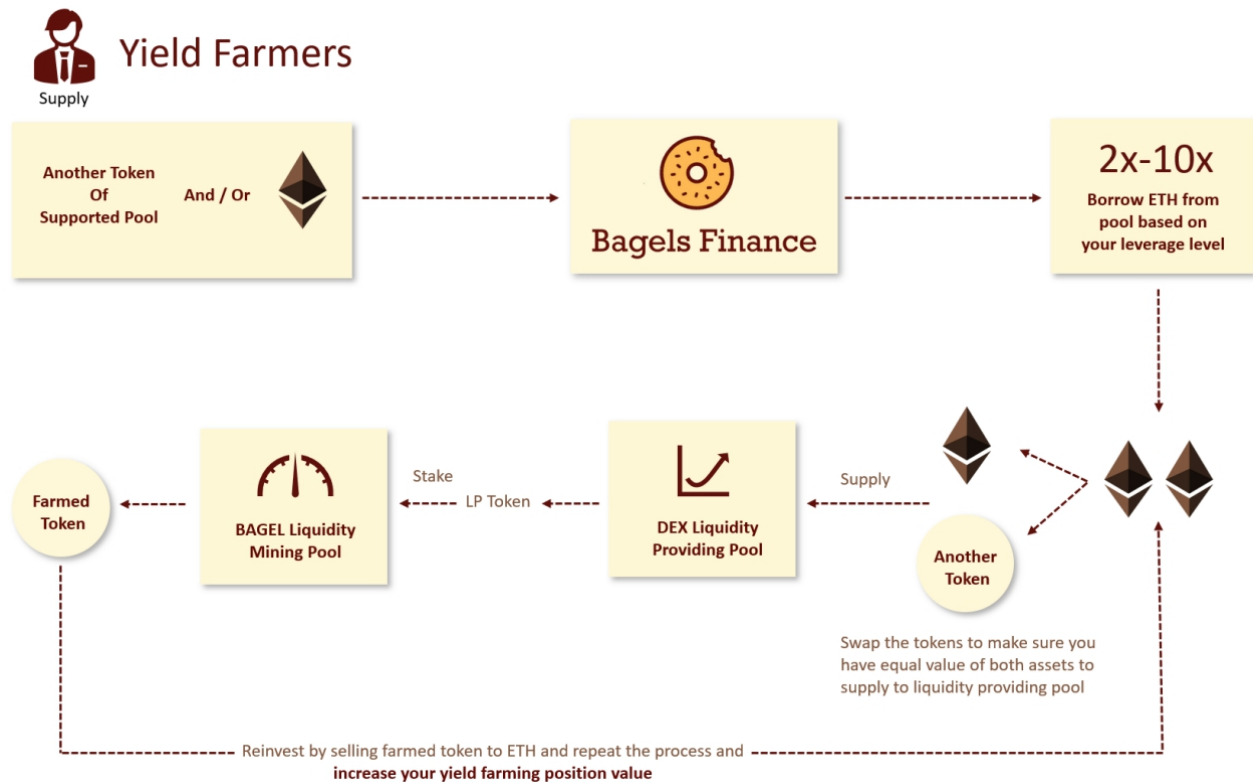 Yield Farmers
Supply
Another Token
Of
Supported Pool
And / Or
Bagels Finance
2x-10x
Borrow ETH from
pool based on
your leverage level
Farmed
Token
BAGEL Liquidity
Mining Pool
Stake
LP Token
DEX Liquidity
Providing Pool
Supply
Another
Token
Swap the tokens to make sure you
have equal value of both assets to
supply to liquidity providing pool
Reinvest by selling farmed token to ETH and repeat the process and
increase your yield farming position value